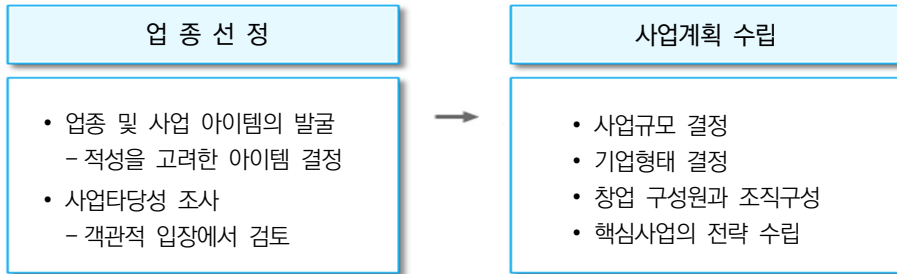 업 종 선 정
• 업종 및 사업 아이템의 발굴
– 적성을 고려한 아이템 결정
• 사업타당성 조사
– 객관적 입장에서 검토
사업계획 수립
• 사업규모 결정
• 기업형태 결정
• 창업 구성원과 조직구성
• 핵심사업의 전략 수립